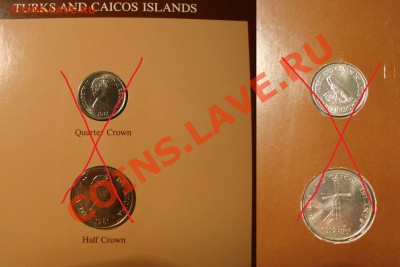 TURKS AND CAICOS ISLANDS
Quarter Crown
Half Crown
COINS.LAVE.RU